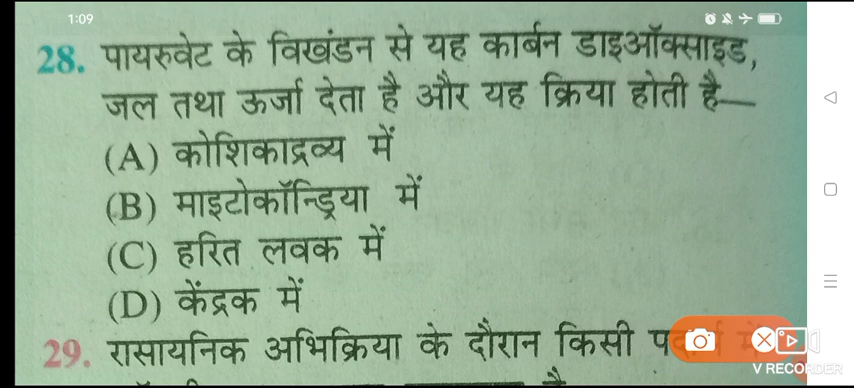 1:09
28. पायरुवेट के विखंडन से यह कार्बन डाइऑक्साइड,
जल तथा ऊर्जा देता है और यह क्रिया होती है—
(A) कोशिकाद्रव्य में
(B) माइटोकॉन्ड्रिया में
(C) हरित लवक में
(D) केंद्रक में
29. रासायनिक अभिक्रिया के दौरान किसी
V RECORDER